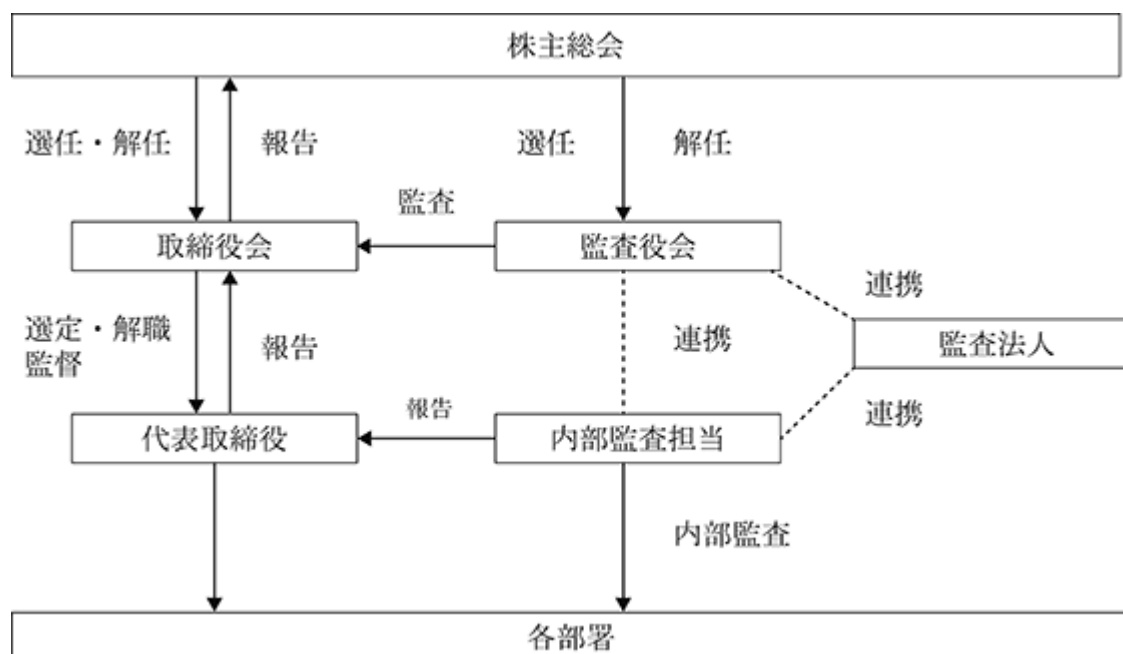 株主総会
選任・解任
報告
選任
解任
監査
取締役会
監査役会
連携
選定・解職
監督
報告
連携
監査法人
報告
連携
代表取締役
内部監査担当
内部監査
各部署